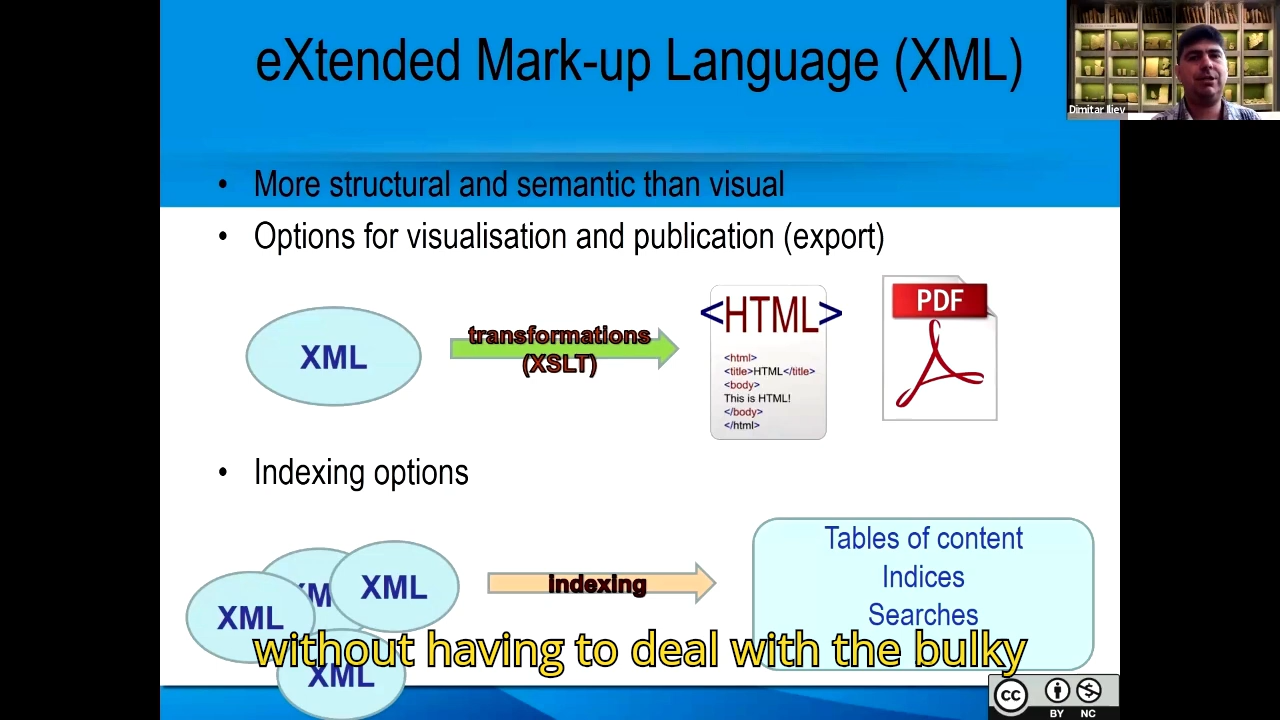 eXtended Mark-up Language (XML)
Dimitar Iliev
• More structural and semantic than visual
• Options for visualisation and publication (export)
XML
transformations
(XSLT)
<HTML>
<html>
<title>HTML</title>
<body>
This is HTML!
</body>
</html>
PDF
• Indexing options
XML
XM
XML
XML
indexing
Tables of content
Indices
Searches
without having to deal with the bulky
cc
BY NC